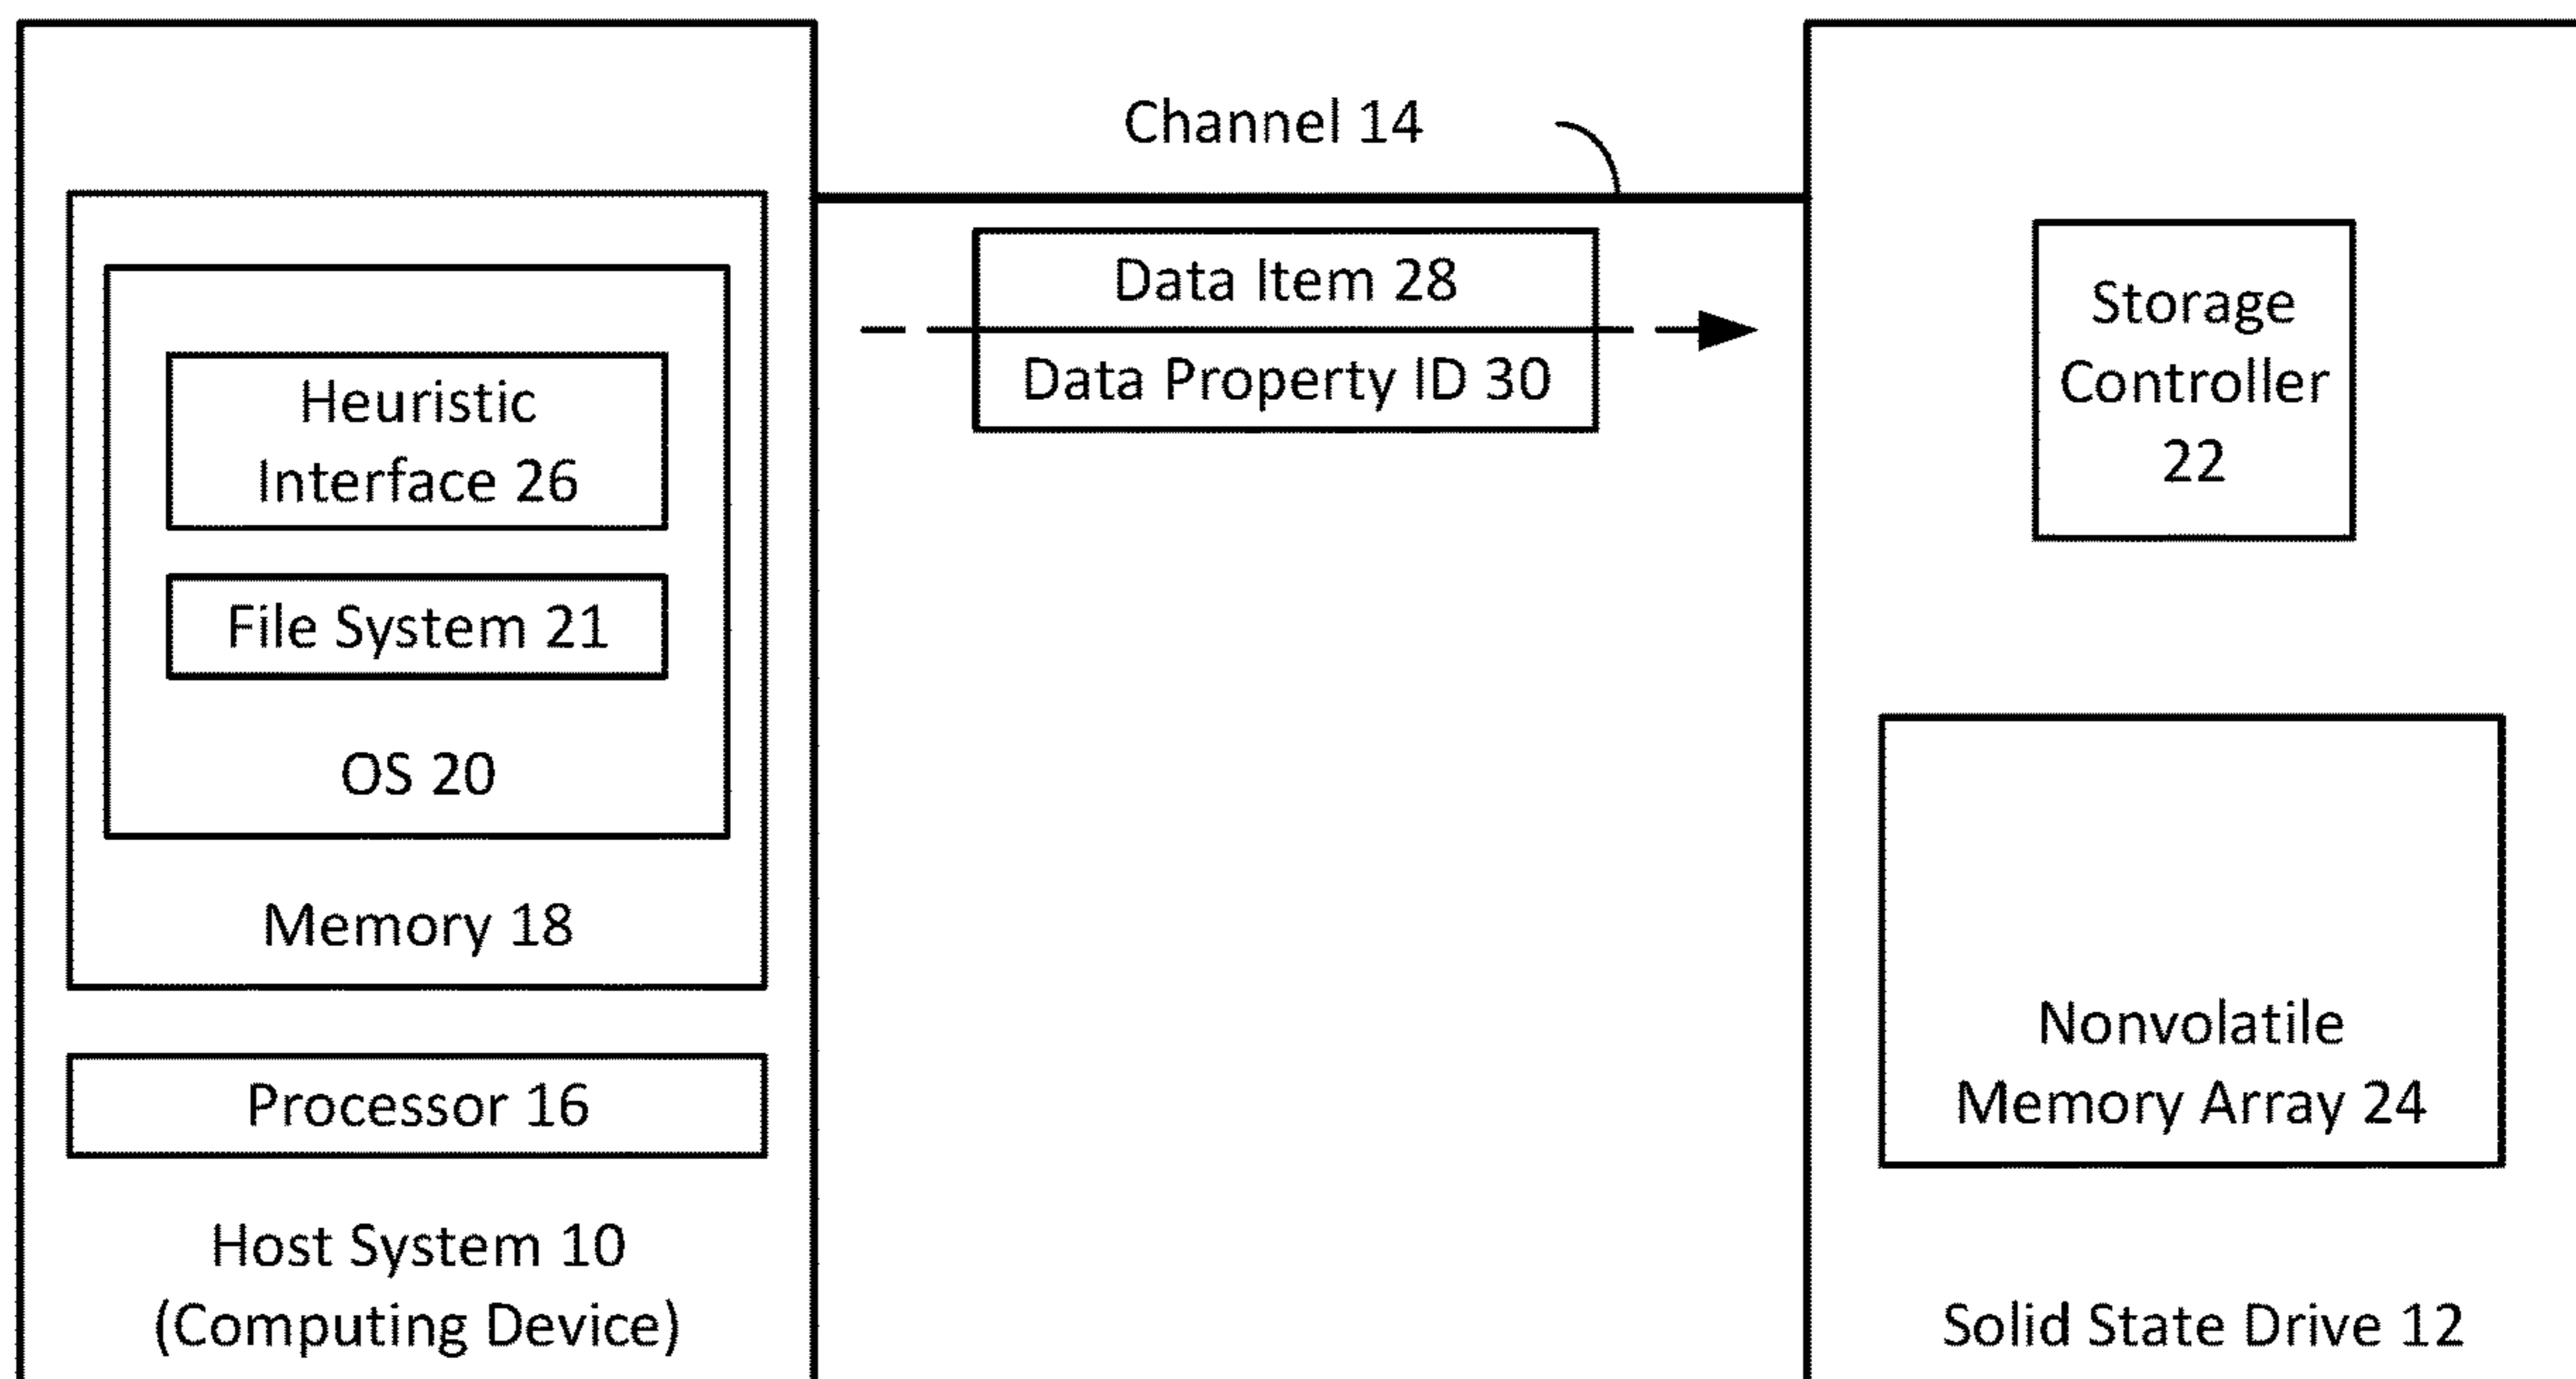 Channel 14
Data Item 28
Data Property ID 30
Heuristic
Interface 26
File System 21
OS 20
Memory 18
Processor 16
Host System 10
(Computing Device)
Storage
Controller
22
Nonvolatile
Memory Array 24
Solid State Drive 12